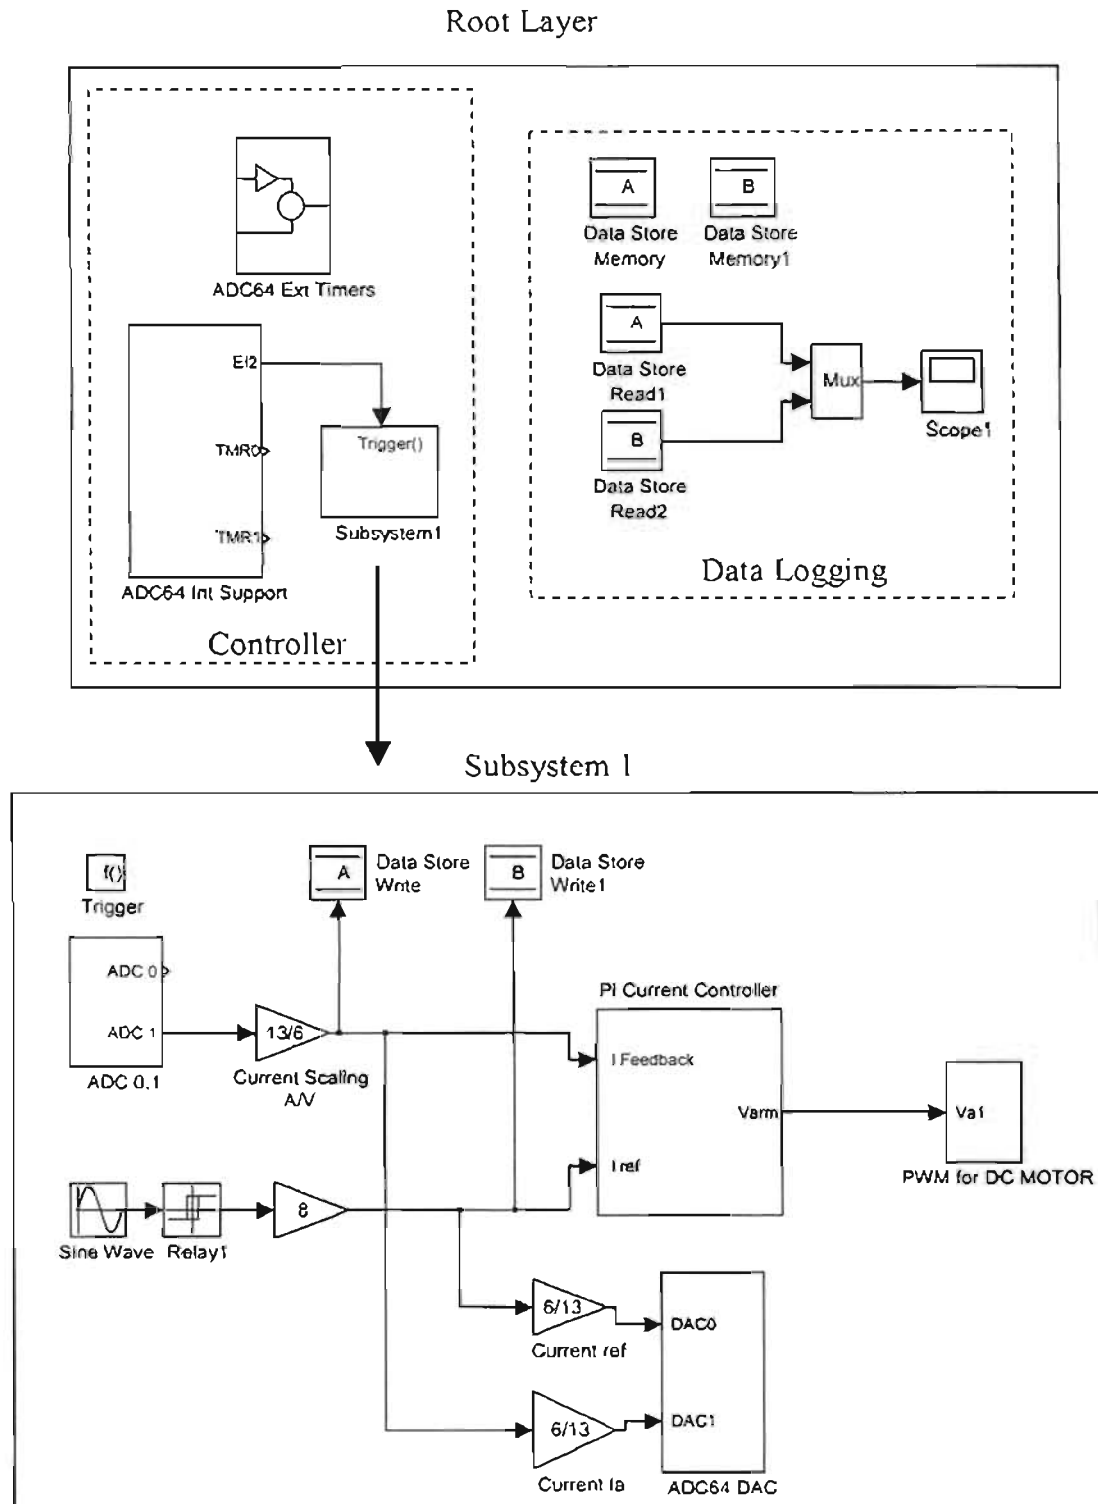 Root Layer
A
B
Data Store
Memory
Data Store
Memory1
ADC64 Ext Timers
EI2
TMR0
TMR1
ADC64 Int Support
Trigger()
Subsystem1
Controller
A
Data Store
Read1
B
Data Store
Read2
Mux
Scope1
Data Logging
Subsystem 1
f()
Trigger
A
Data Store
Write
B
Data Store
Write1
ADC 0
ADC 1
ADC 0,1
13/6
Current Scaling
A/V
PI Current Controller
I Feedback
Varm
I ref
Va1
PWM for DC MOTOR
Sine Wave
Relay1
8
6/13
Current ref
DAC0
6/13
Current Ia
DAC1
ADC64 DAC